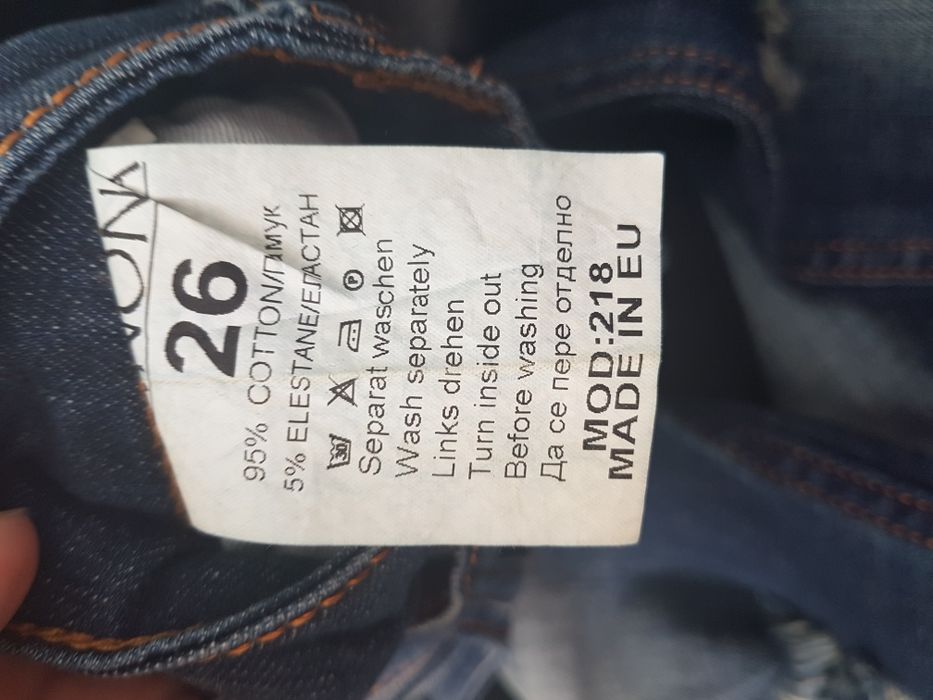 26
95% COTTON/ПАМУК
5% ELESTANE/ЕЛАСТАН
30 P
Separat waschen
Wash separately
Links drehen
Turn inside out
Before washing
Да се пере отделно
MOD:218
MADE IN EU